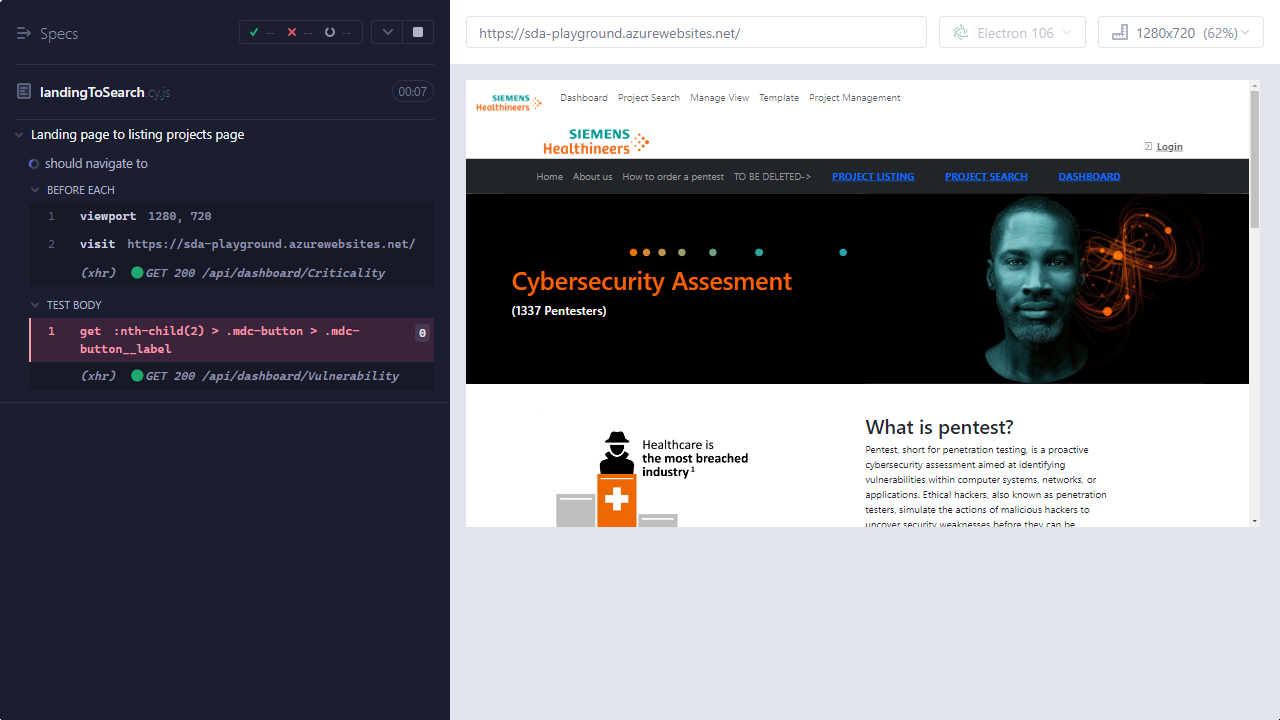 Specs
-- -- --
landingToSearch.cy.js
00:07
Landing page to listing projects page
should navigate to
BEFORE EACH
1 viewport 1280, 720
2 visit https://sda-playground.azurewebsites.net/
(xhr) GET 200 /api/dashboard/Criticality
TEST BODY
1 get :nth-child(2) > .mdc-button > .mdc-
button__label
0
(xhr) GET 200 /api/dashboard/Vulnerability
https://sda-playground.azurewebsites.net/
Electron 106
1280x720 (62%)
SIEMENS
Healthineers
Dashboard Project Search Manage View Template Project Management
SIEMENS
Healthineers
Login
Home About us How to order a pentest TO BE DELETED-> PROJECT LISTING PROJECT SEARCH DASHBOARD
Cybersecurity Assesment
(1337 Pentesters)
Healthcare is
the most breached
industry 1
What is pentest?
Pentest, short for penetration testing, is a proactive
cybersecurity assessment aimed at identifying
vulnerabilities within computer systems, networks, or
applications. Ethical hackers, also known as penetration
testers, simulate the actions of malicious hackers to
uncover security weaknesses before they can be